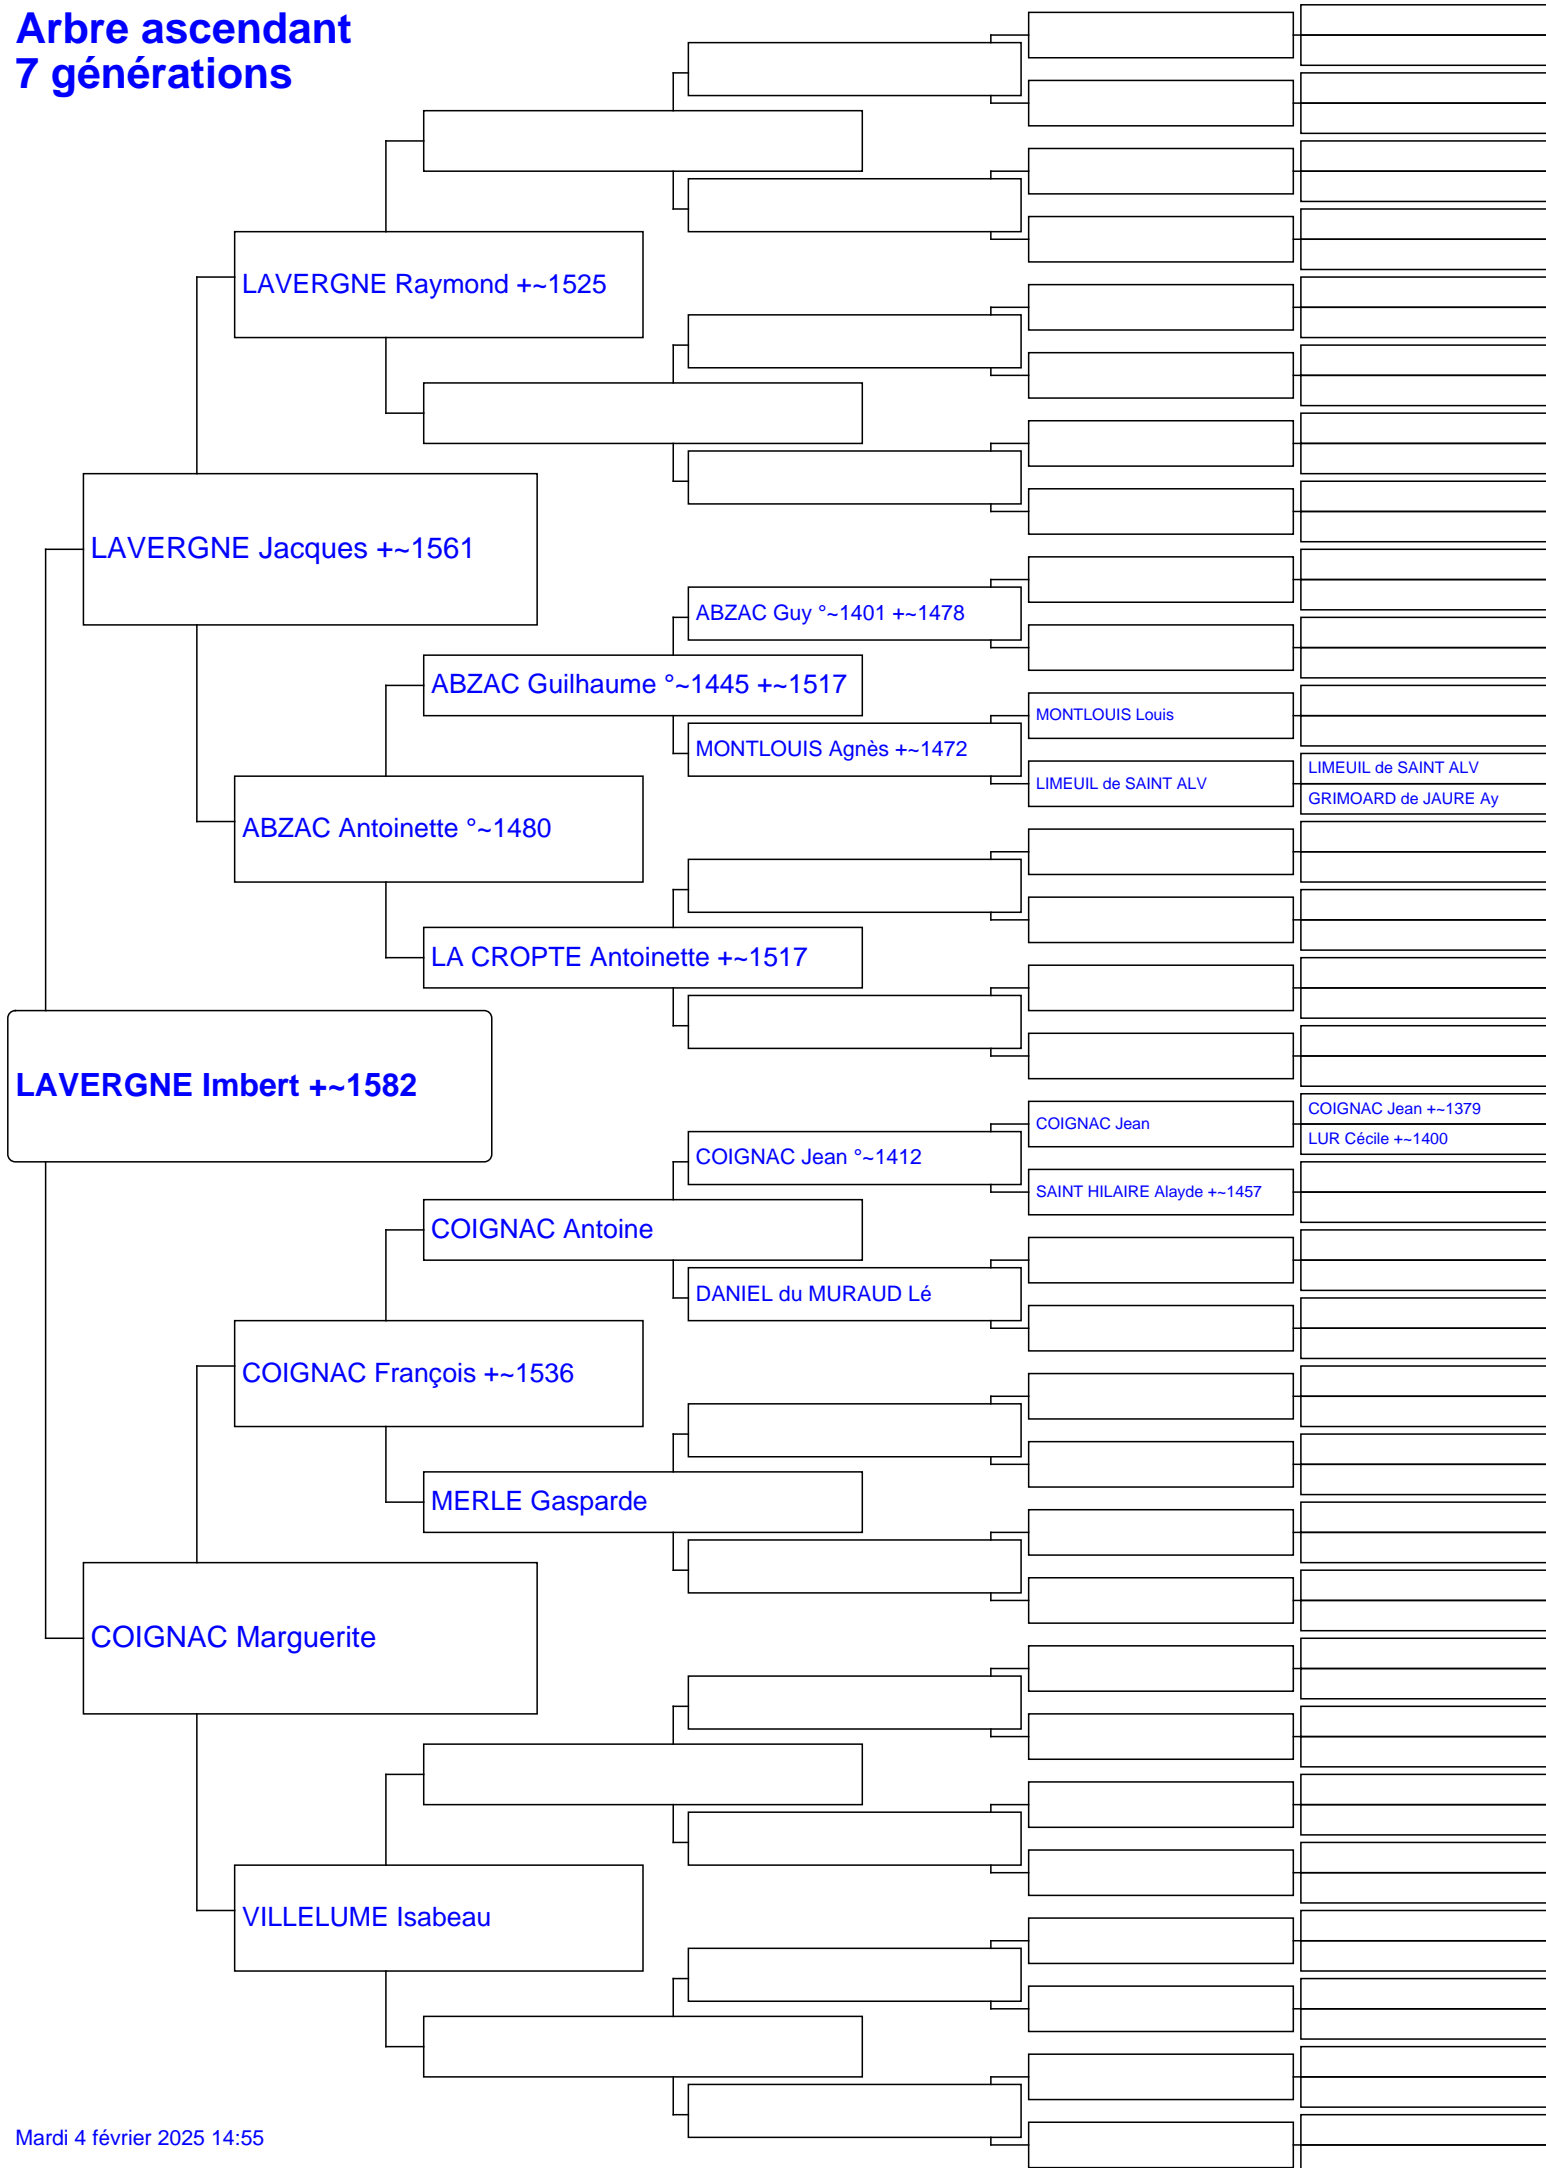 Arbre ascendant
7 générations
LAVERGNE Raymond +~1525
LAVERGNE Jacques +~1561
ABZAC Guy °~1401 +~1478
ABZAC Guilhaume °~1445 +~1517
MONTLOUIS Louis
MONTLOUIS Agnès +~1472
LIMEUIL de SAINT ALV
LIMEUIL de SAINT ALV
GRIMOARD de JAURE Ay
ABZAC Antoinette °~1480
LA CROPTE Antoinette +~1517
LAVERGNE Imbert +~1582
COIGNAC Jean
COIGNAC Jean +~1379
LUR Cécile +~1400
COIGNAC Jean °~1412
SAINT HILAIRE Alayde +~1457
COIGNAC Antoine
DANIEL du MURAUD Lé
COIGNAC François +~1536
MERLE Gasparde
COIGNAC Marguerite
VILLELUME Isabeau
Mardi 4 février 2025 14:55